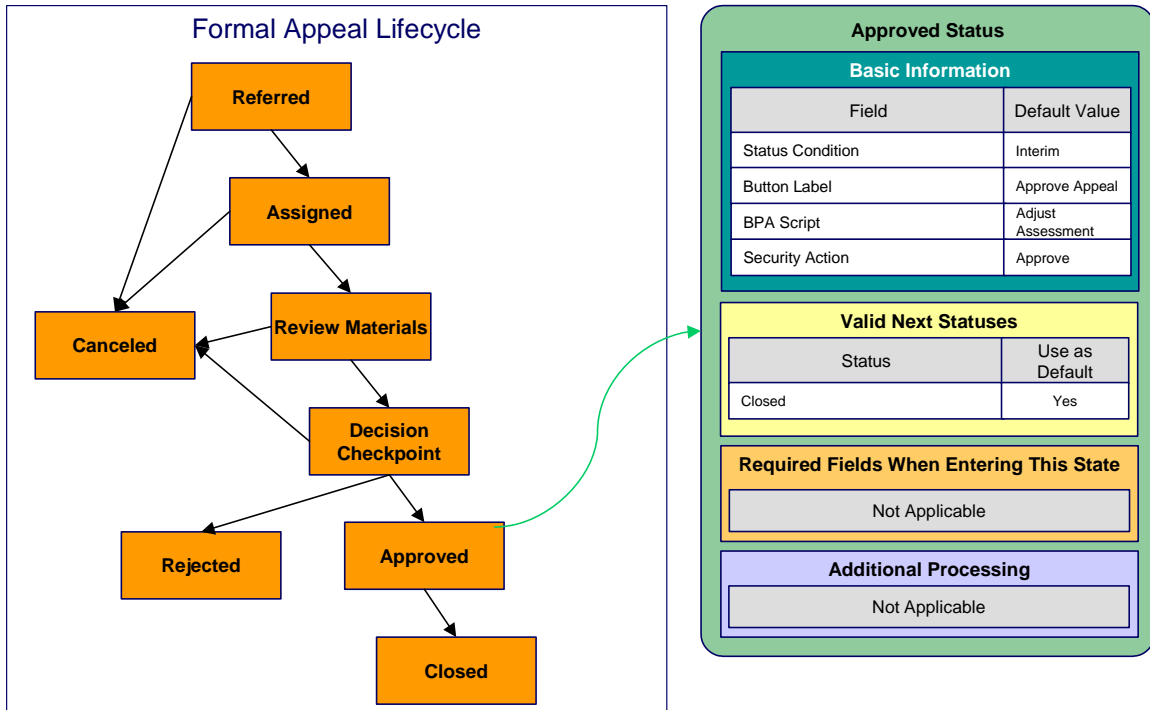 Formal Appeal Lifecycle
Referred
Assigned
Review Materials
Canceled
Decision
Checkpoint
Rejected
Approved
Closed
Approved Status
Basic Information
Field
Default Value
Status Condition
Interim
Button Label
Approve Appeal
BPA Script
Adjust
Assessment
Security Action
Approve
Valid Next Statuses
Status
Use as
Default
Closed
Yes
Required Fields When Entering This State
Not Applicable
Additional Processing
Not Applicable